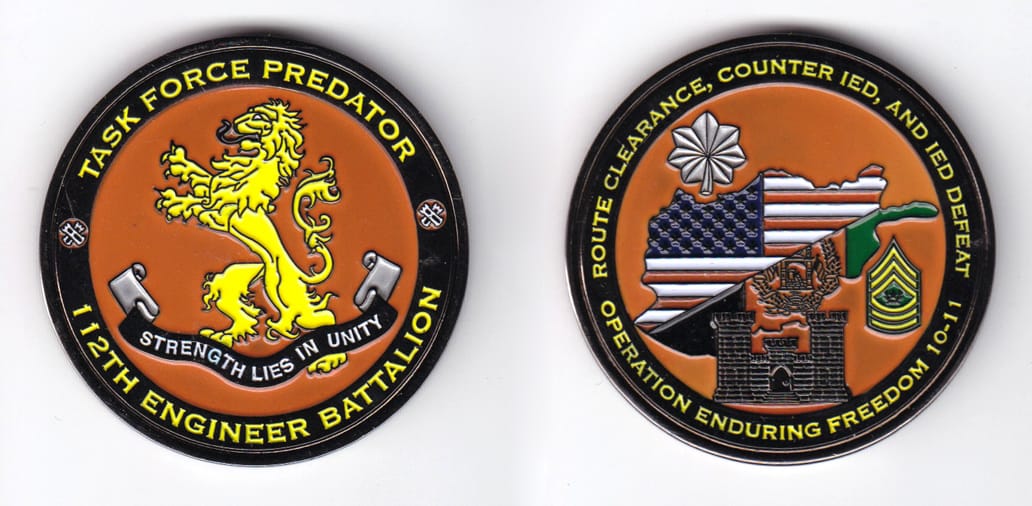 TASK FORCE PREDATOR
STRENGTH LIES IN UNITY
112TH ENGINEER BATTALION
ROUTE CLEARANCE, COUNTER IED, AND IED DEFEAT
OPERATION ENDURING FREEDOM 10-11